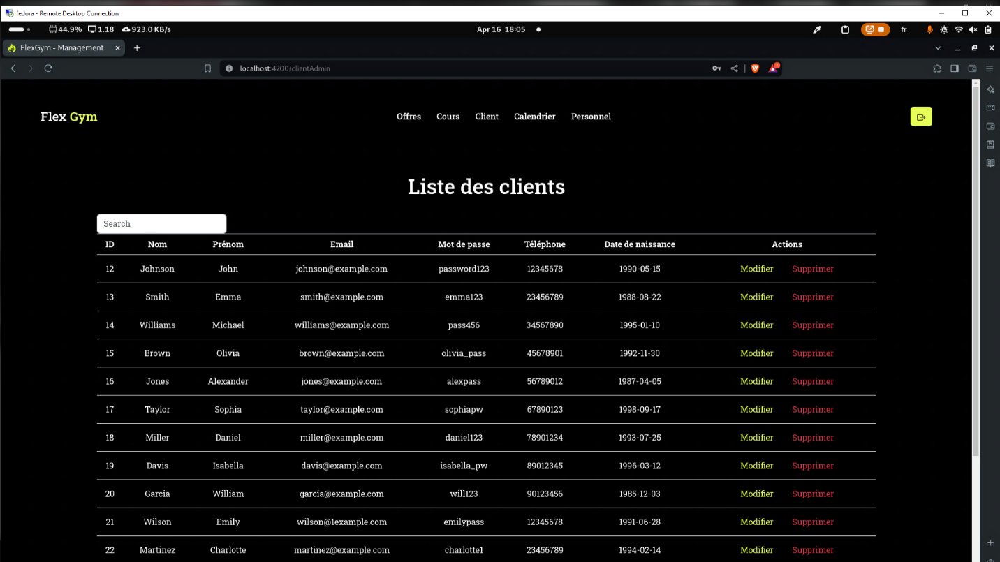 fedora - Remote Desktop Connection
44.9% 1.18 923.0 KB/s Apr 16 18:05 fr
FlexGym - Management
localhost:4200/clientAdmin
Flex Gym Offres Cours Client Calendrier Personnel
Liste des clients
Search
ID Nom Prénom Email Mot de passe Téléphone Date de naissance Actions
12 Johnson John johnson@example.com password123 12345678 1990-05-15 Modifier Supprimer
13 Smith Emma smith@example.com emma123 23456789 1988-08-22 Modifier Supprimer
14 Williams Michael williams@example.com pass456 34567890 1995-01-10 Modifier Supprimer
15 Brown Olivia brown@example.com olivia_pass 45678901 1992-11-30 Modifier Supprimer
16 Jones Alexander jones@example.com alexpass 56789012 1987-04-05 Modifier Supprimer
17 Taylor Sophia taylor@example.com sophiapw 67890123 1998-09-17 Modifier Supprimer
18 Miller Daniel miller@example.com daniel123 78901234 1993-07-25 Modifier Supprimer
19 Davis Isabella davis@example.com isabella_pw 89012345 1996-03-12 Modifier Supprimer
20 Garcia William garcia@example.com will123 90123456 1985-12-03 Modifier Supprimer
21 Wilson Emily wilson@1example.com emilypass 12345678 1991-06-28 Modifier Supprimer
22 Martinez Charlotte martinez@example.com charlotte1 23456789 1994-02-14 Modifier Supprimer